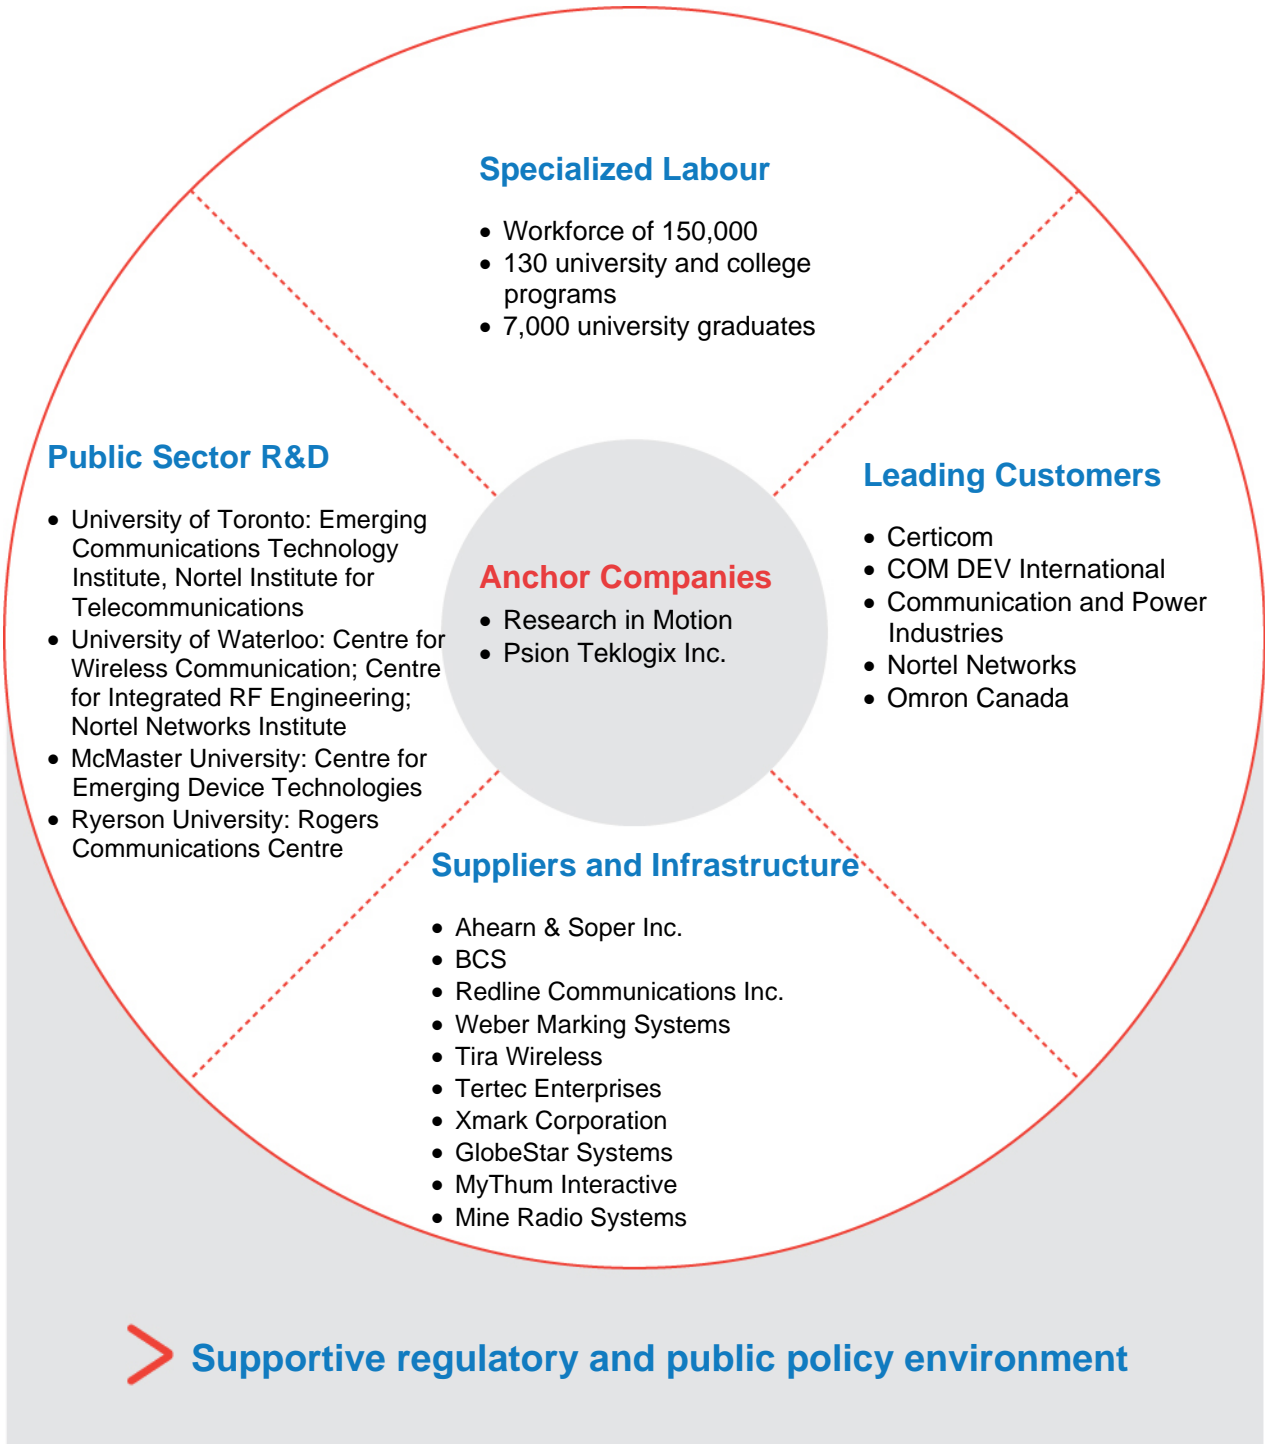 Specialized Labour
• Workforce of 150,000
• 130 university and college
programs
• 7,000 university graduates
Public Sector R&D
• University of Toronto: Emerging
Communications Technology
Institute, Nortel Institute for
Telecommunications
• University of Waterloo: Centre for
Wireless Communication; Centre
for Integrated RF Engineering;
Nortel Networks Institute
• McMaster University: Centre for
Emerging Device Technologies
• Ryerson University: Rogers
Communications Centre
Anchor Companies
• Research in Motion
• Psion Teklogix Inc.
Leading Customers
• Certicom
• COM DEV International
• Communication and Power
Industries
• Nortel Networks
• Omron Canada
Suppliers and Infrastructure
• Ahearn & Soper Inc.
• BCS
• Redline Communications Inc.
• Weber Marking Systems
• Tira Wireless
• Tertec Enterprises
• Xmark Corporation
• GlobeStar Systems
• MyThum Interactive
• Mine Radio Systems
Supportive regulatory and public policy environment